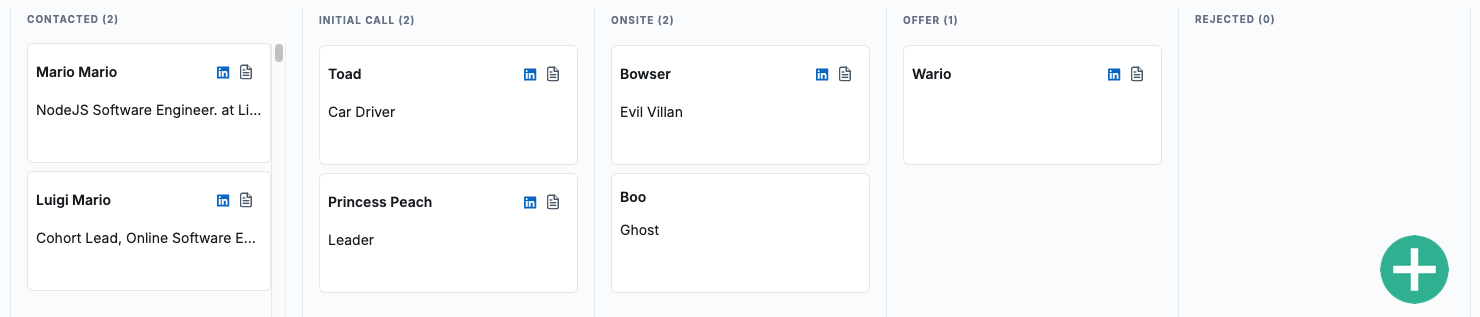 CONTACTED (2)
Mario Mario
NodeJS Software Engineer. at Li...
Luigi Mario
Cohort Lead, Online Software E...
INITIAL CALL (2)
Toad
Car Driver
Princess Peach
Leader
ONSITE (2)
Bowser
Evil Villan
Boo
Ghost
OFFER (1)
Wario
REJECTED (0)